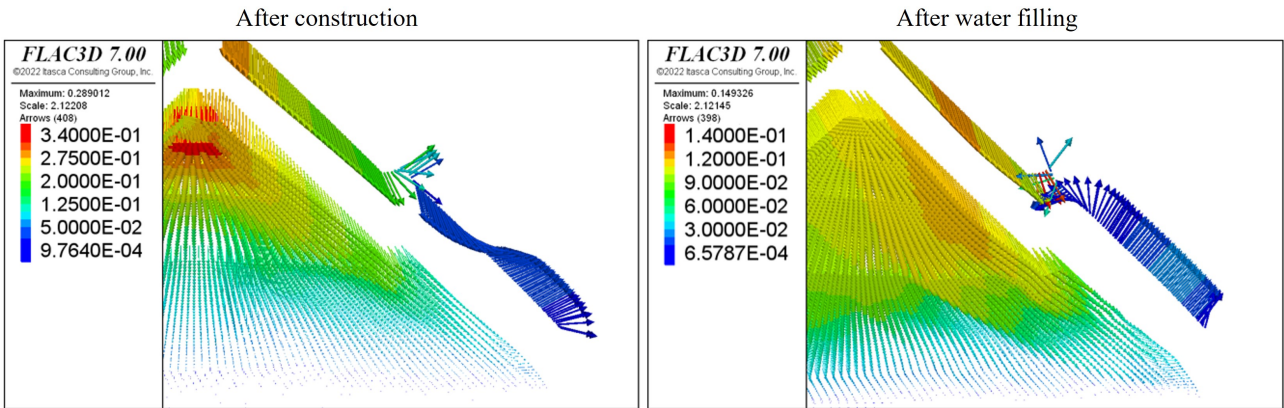 After construction
FLAC3D 7.00
©2022 Itasca Consulting Group, Inc.
Maximum: 0.289012
Scale: 2.12208
Arrows (408)
3.4000E-01
2.7500E-01
2.0000E-01
1.2500E-01
5.0000E-02
9.7640E-04
After water filling
FLAC3D 7.00
©2022 Itasca Consulting Group, Inc.
Maximum: 0.149326
Scale: 2.12145
Arrows (398)
1.4000E-01
1.2000E-01
9.0000E-02
6.0000E-02
3.0000E-02
6.5787E-04